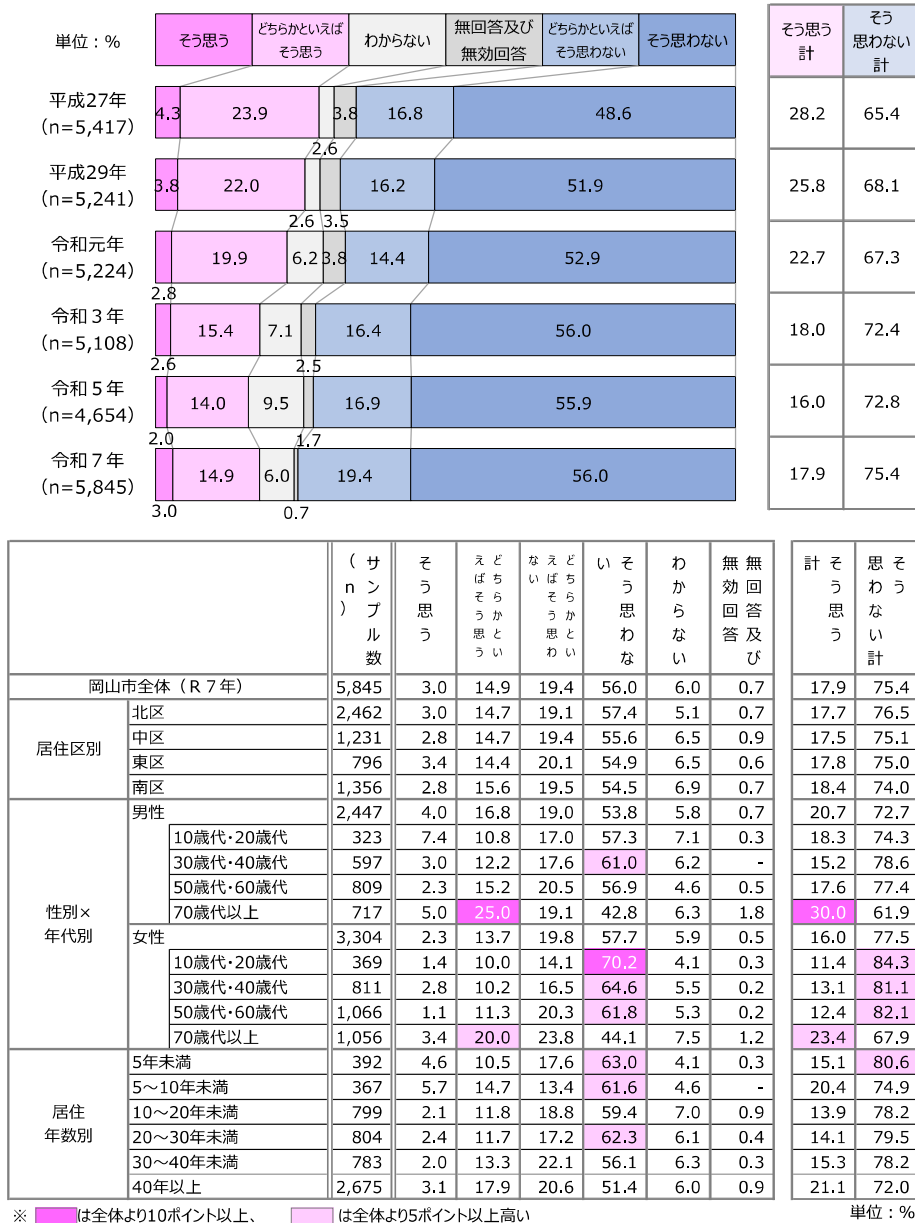 単位：% そう思う どちらかといえばそう思う わからない 無回答及び無効回答 どちらかといえばそう思わない そう思わない そう思う計 そう思わない計
平成27年
(n=5,417) 4.3 23.9 2.6 3.8 16.8 48.6 28.2 65.4
平成29年
(n=5,241) 3.8 22.0 2.6 3.5 16.2 51.9 25.8 68.1
令和元年
(n=5,224) 2.8 19.9 6.2 3.8 14.4 52.9 22.7 67.3
令和３年
(n=5,108) 2.6 15.4 7.1 2.5 16.4 56.0 18.0 72.4
令和５年
(n=4,654) 2.0 14.0 9.5 1.7 16.9 55.9 16.0 72.8
令和７年
(n=5,845) 3.0 14.9 6.0 0.7 19.4 56.0 17.9 75.4
サンプル数（n） そう思う どちらかといえばそう思う どちらかといえばそう思わない そう思わない わからない 無回答及び無効回答 そう思う計 そう思わない計
岡山市全体（Ｒ７年） 5,845 3.0 14.9 19.4 56.0 6.0 0.7 17.9 75.4
居住区別
北区 2,462 3.0 14.7 19.1 57.4 5.1 0.7 17.7 76.5
中区 1,231 2.8 14.7 19.4 55.6 6.5 0.9 17.5 75.1
東区 796 3.4 14.4 20.1 54.9 6.5 0.6 17.8 75.0
南区 1,356 2.8 15.6 19.5 54.5 6.9 0.7 18.4 74.0
性別×年代別
男性 2,447 4.0 16.8 19.0 53.8 5.8 0.7 20.7 72.7
10歳代・20歳代 323 7.4 10.8 17.0 57.3 7.1 0.3 18.3 74.3
30歳代・40歳代 597 3.0 12.2 17.6 61.0 6.2 - 15.2 78.6
50歳代・60歳代 809 2.3 15.2 20.5 56.9 4.6 0.5 17.6 77.4
70歳代以上 717 5.0 25.0 19.1 42.8 6.3 1.8 30.0 61.9
女性 3,304 2.3 13.7 19.8 57.7 5.9 0.5 16.0 77.5
10歳代・20歳代 369 1.4 10.0 14.1 70.2 4.1 0.3 11.4 84.3
30歳代・40歳代 811 2.8 10.2 16.5 64.6 5.5 0.2 13.1 81.1
50歳代・60歳代 1,066 1.1 11.3 20.3 61.8 5.3 0.2 12.4 82.1
70歳代以上 1,056 3.4 20.0 23.8 44.1 7.5 1.2 23.4 67.9
居住年数別
5年未満 392 4.6 10.5 17.6 63.0 4.1 0.3 15.1 80.6
5～10年未満 367 5.7 14.7 13.4 61.6 4.6 - 20.4 74.9
10～20年未満 799 2.1 11.8 18.8 59.4 7.0 0.9 13.9 78.2
20～30年未満 804 2.4 11.7 17.2 62.3 6.1 0.4 14.1 79.5
30～40年未満 783 2.0 13.3 22.1 56.1 6.3 0.3 15.3 78.2
40年以上 2,675 3.1 17.9 20.6 51.4 6.0 0.9 21.1 72.0
※ は全体より10ポイント以上、 は全体より5ポイント以上高い 単位：%